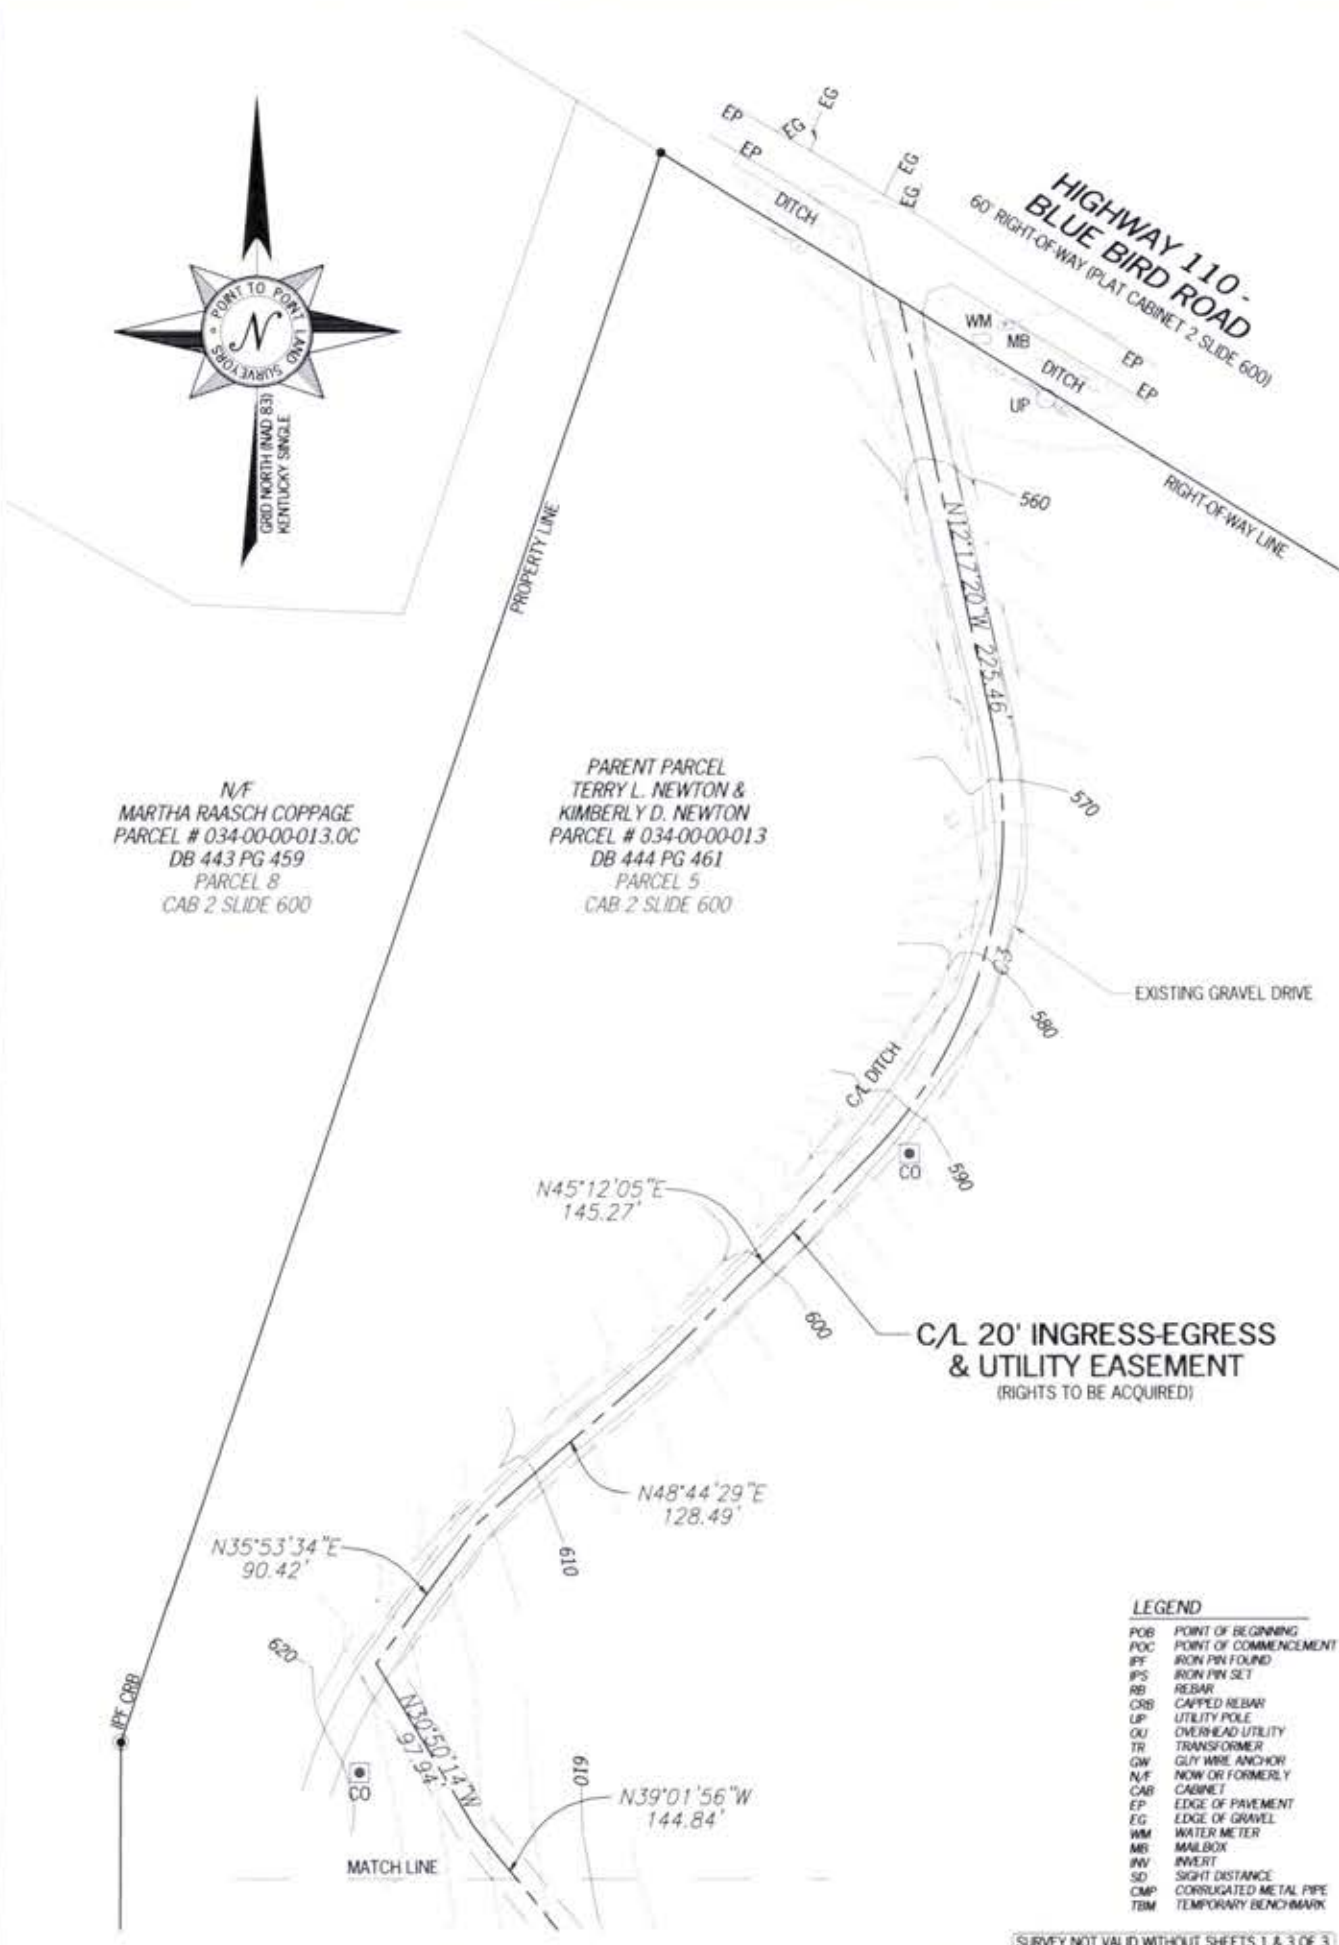 EP
EG
EG
EP
EG
EG
DITCH
HIGHWAY 110 -
BLUE BIRD ROAD
60' RIGHT-OF-WAY (PLAT CABINET 2 SLIDE 600)
WM
MB
EP
DITCH
EP
UP
RIGHT-OF-WAY LINE
POINT TO POINT LAND SURVEYORS
N
GRID NORTH (NAD 83)
KENTUCKY SINGLE
PROPERTY LINE
560
N12°17'20"W 225.46'
N/F
MARTHA RAASCH COPPAGE
PARCEL # 034-00-00-013.0C
DB 443 PG 459
PARCEL 8
CAB 2 SLIDE 600
PARENT PARCEL
TERRY L. NEWTON &
KIMBERLY D. NEWTON
PARCEL # 034-00-00-013
DB 444 PG 461
PARCEL 5
CAB 2 SLIDE 600
570
EXISTING GRAVEL DRIVE
580
C/L DITCH
CO
590
N45°12'05"E
145.27'
600
C/L 20' INGRESS-EGRESS
& UTILITY EASEMENT
(RIGHTS TO BE ACQUIRED)
N48°44'29"E
128.49'
N35°53'34"E
90.42'
610
620
IPF CRB
N30°50'14"W
97.94'
CO
610
N39°01'56"W
144.84'
MATCH LINE
LEGEND
POB POINT OF BEGINNING
POC POINT OF COMMENCEMENT
IPF IRON PIN FOUND
IPS IRON PIN SET
RB REBAR
CRB CAPPED REBAR
UP UTILITY POLE
OU OVERHEAD UTILITY
TR TRANSFORMER
GW GUY WIRE ANCHOR
N/F NOW OR FORMERLY
CAB CABINET
EP EDGE OF PAVEMENT
EG EDGE OF GRAVEL
WM WATER METER
MB MAILBOX
INV INVERT
SD SIGHT DISTANCE
CMP CORRUGATED METAL PIPE
TBM TEMPORARY BENCHMARK
SURVEY NOT VALID WITHOUT SHEETS 1 & 3 OF 3